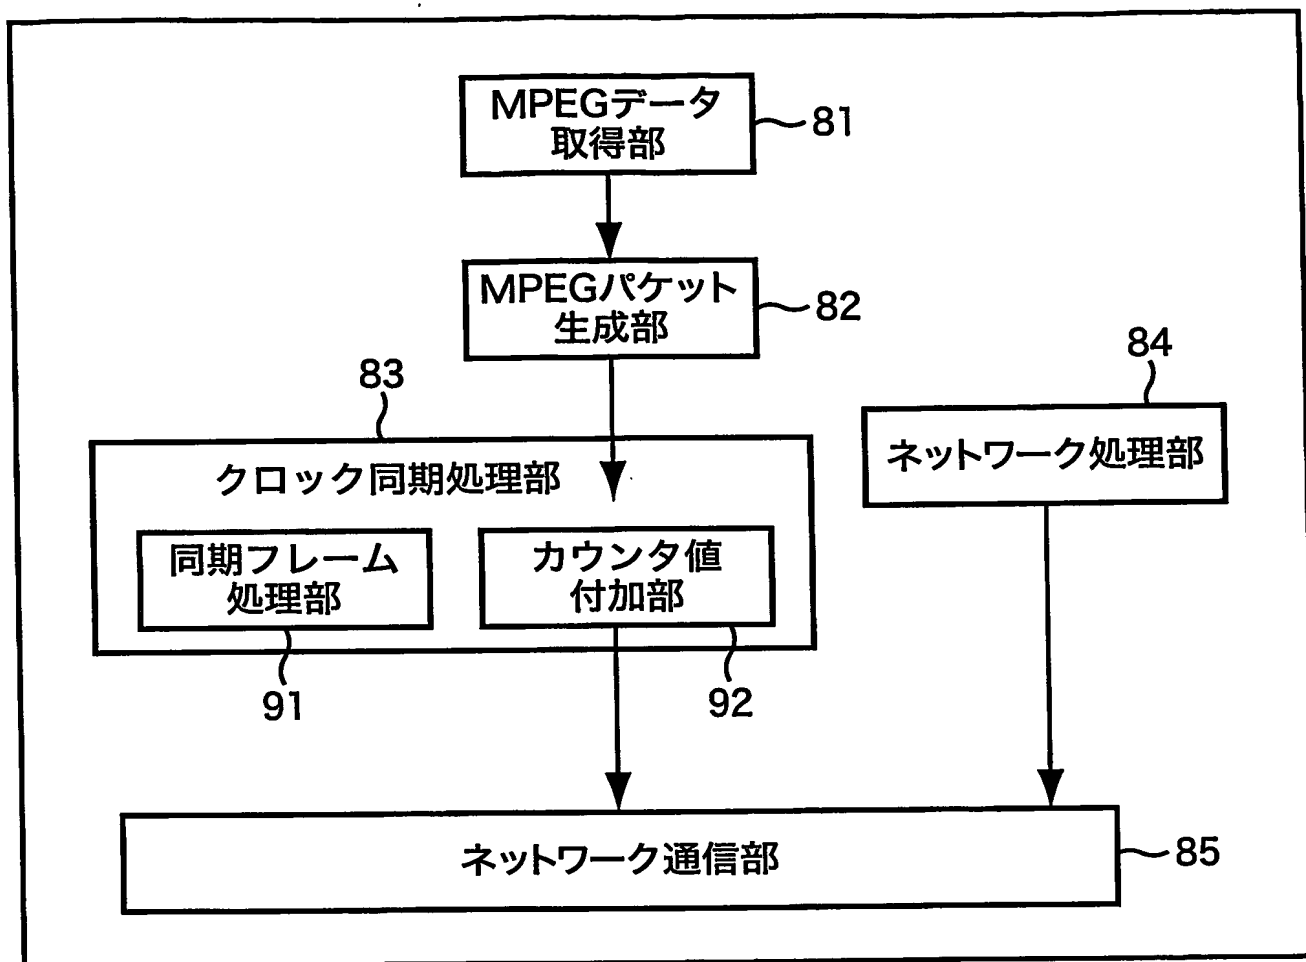 MPEGデータ
取得部
81
MPEGパケット
生成部
82
83
84
クロック同期処理部
ネットワーク処理部
同期フレーム
処理部
カウンタ値
付加部
91
92
ネットワーク通信部
85